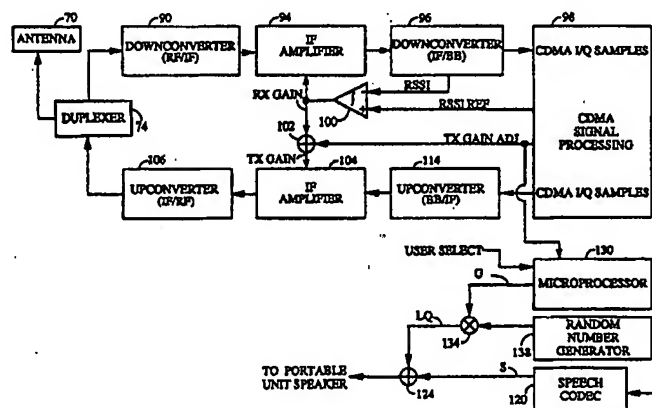 70
ANTENNA
90
DOWNCONVERTER
(RF/IF)
94
IF
AMPLIFIER
96
DOWNCONVERTER
(IF/BB)
98
CDMA I/Q SAMPLES
RSSI
RX GAIN
100
RSSI REF
DUPLEXER
74
102
TX GAIN ADJ
CDMA
SIGNAL
PROCESSING
TX GAIN
106
UPCONVERTER
(IF/RF)
104
IF
AMPLIFIER
114
UPCONVERTER
(BB/IF)
CDMA I/Q SAMPLES
USER SELECT
130
MICROPROCESSOR
G
LQ
134
138
RANDOM
NUMBER
GENERATOR
TO PORTABLE
UNIT SPEAKER
124
S
120
SPEECH
CODEC